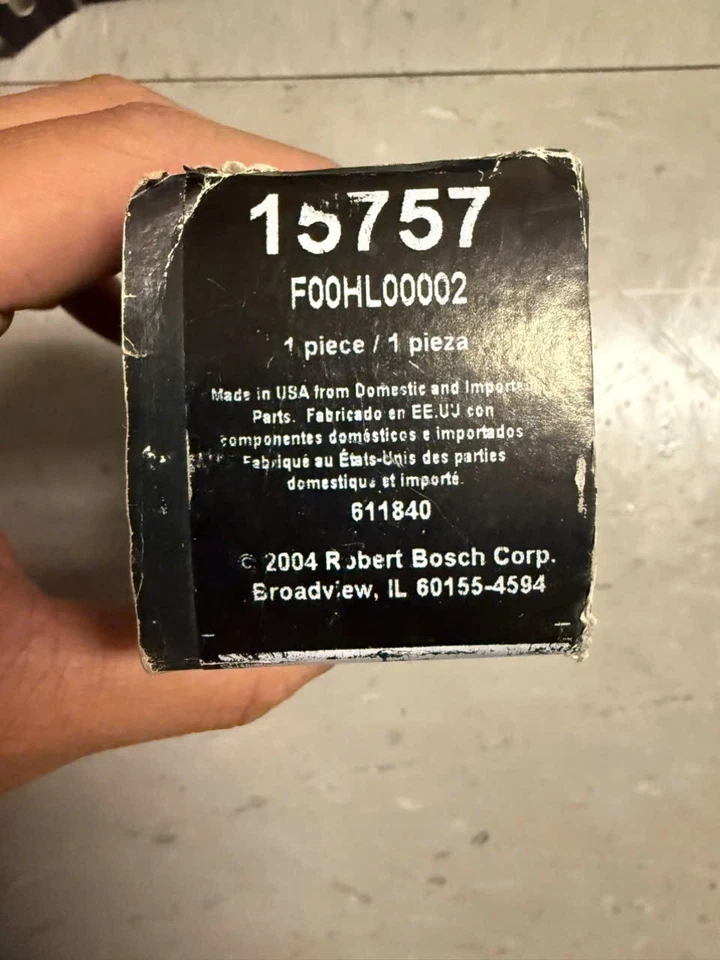 15757
F00HL00002
1 piece / 1 pieza
Made in USA from Domestic and Imported
Parts. Fabricado en EE.UU con
componentes domésticos e importados
Fabriqué au États-Unis des parties
domestique et importé.
611840
© 2004 Robert Bosch Corp.
Broadview, IL 60155-4594